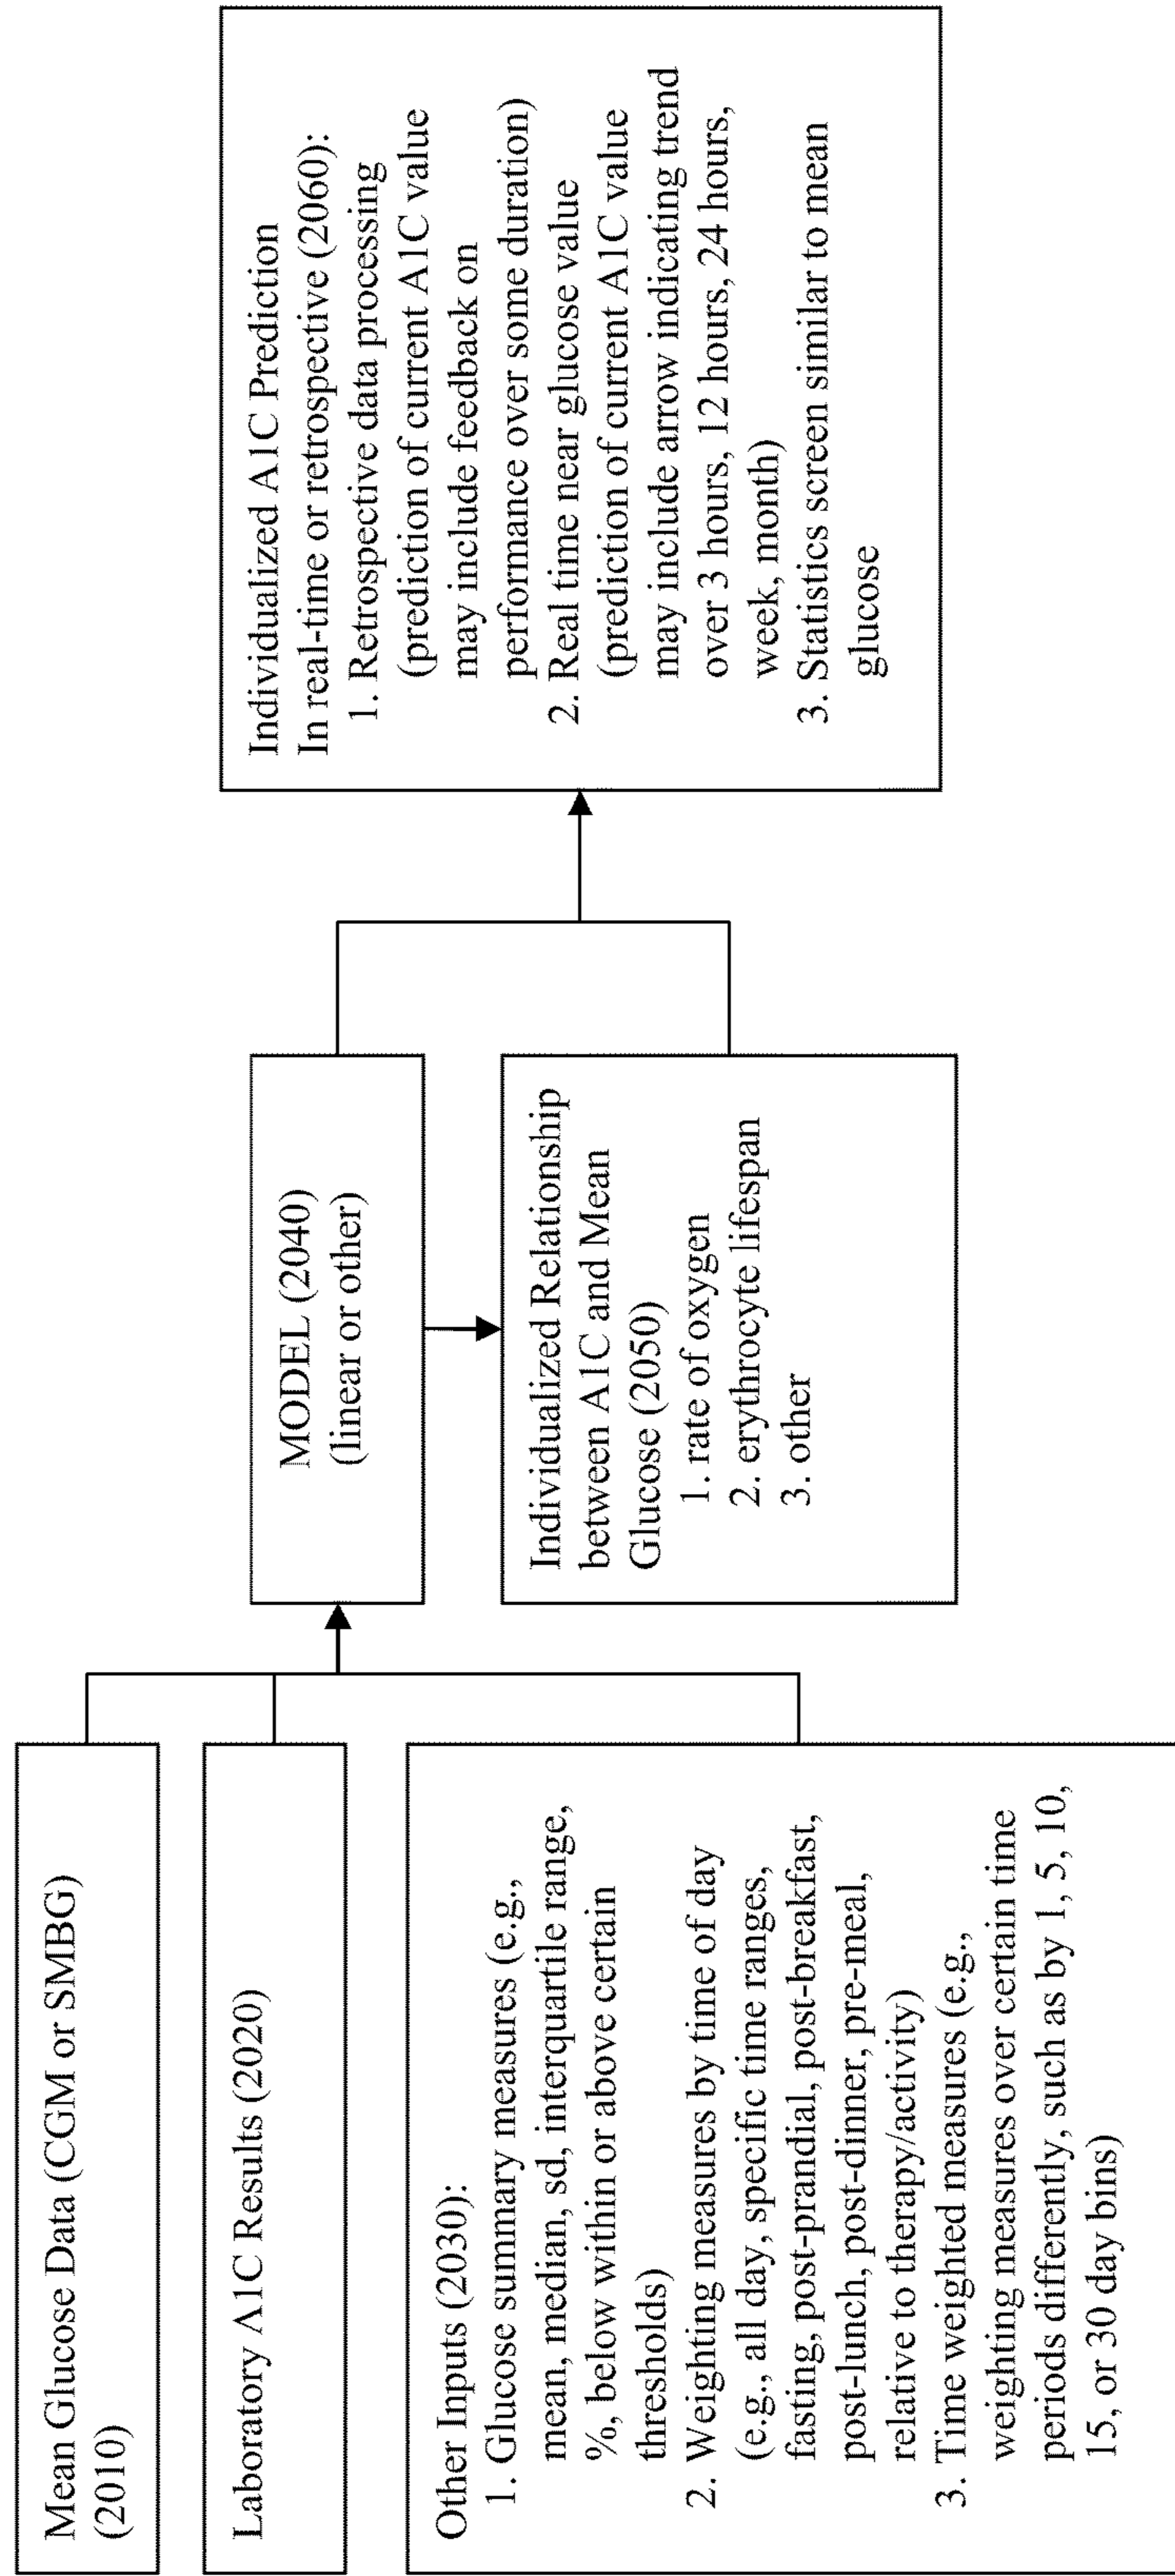 Mean Glucose Data (CGM or SMBG)
(2010)
Laboratory A1C Results (2020)
Other Inputs (2030):
1. Glucose summary measures (e.g.,
mean, median, sd, interquartile range,
%, below within or above certain
thresholds)
2. Weighting measures by time of day
(e.g., all day, specific time ranges,
fasting, post-prandial, post-breakfast,
post-lunch, post-dinner, pre-meal,
relative to therapy/activity)
3. Time weighted measures (e.g.,
weighting measures over certain time
periods differently, such as by 1, 5, 10,
15, or 30 day bins)
MODEL (2040)
(linear or other)
Individualized Relationship
between A1C and Mean
Glucose (2050)
1. rate of oxygen
2. erythrocyte lifespan
3. other
Individualized A1C Prediction
In real-time or retrospective (2060):
1. Retrospective data processing
(prediction of current A1C value
may include feedback on
performance over some duration)
2. Real time near glucose value
(prediction of current A1C value
may include arrow indicating trend
over 3 hours, 12 hours, 24 hours,
week, month)
3. Statistics screen similar to mean
glucose